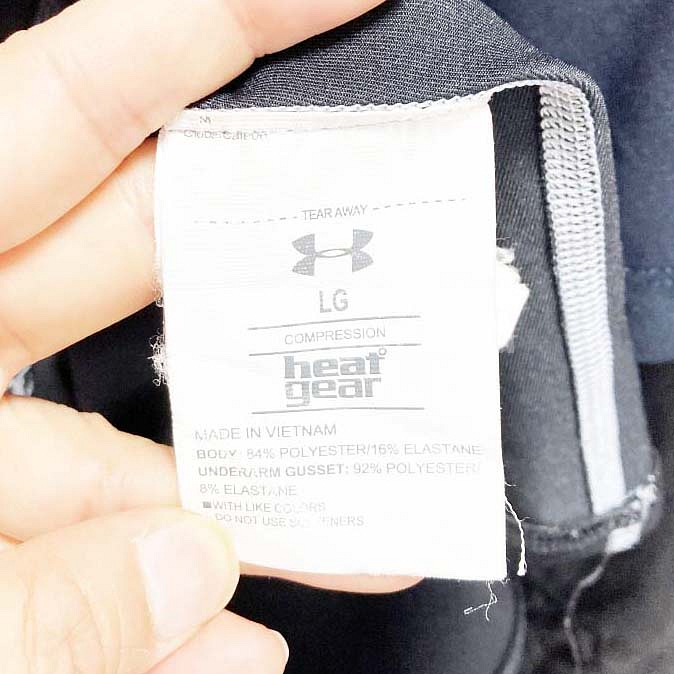 M
TEAR AWAY
LG
COMPRESSION
heat
gear
MADE IN VIETNAM
BODY: 84% POLYESTER/16% ELASTANE
UNDERARM GUSSET: 92% POLYESTER/
8% ELASTANE
WITH LIKE COLORS
DO NOT USE SOFTENERS